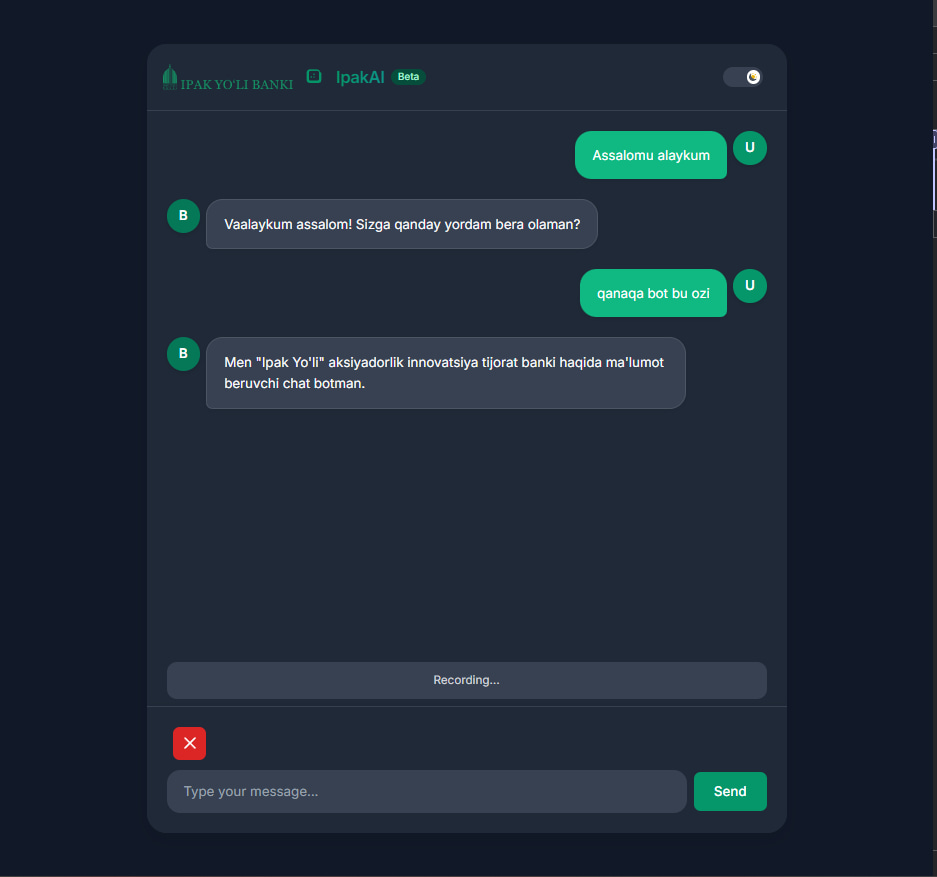 IPAK YO'LI BANKI IpakAI Beta
Assalomu alaykum U
B Vaalaykum assalom! Sizga qanday yordam bera olaman?
qanaqa bot bu ozi U
B Men "Ipak Yo'li" aksiyadorlik innovatsiya tijorat banki haqida ma'lumot
beruvchi chat botman.
Recording...
Type your message... Send